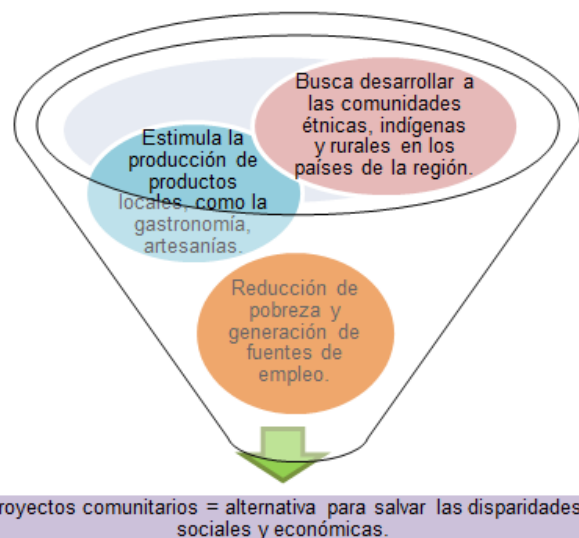 Busca desarrollar a
las comunidades
étnicas, indígenas
y rurales en los
países de la región.
Estimula la
producción de
productos
locales, como la
gastronomía,
artesanías.
Reducción de
pobreza y
generación de
fuentes de
empleo.
royectos comunitarios = alternativa para salvar las disparidades
sociales y económicas.